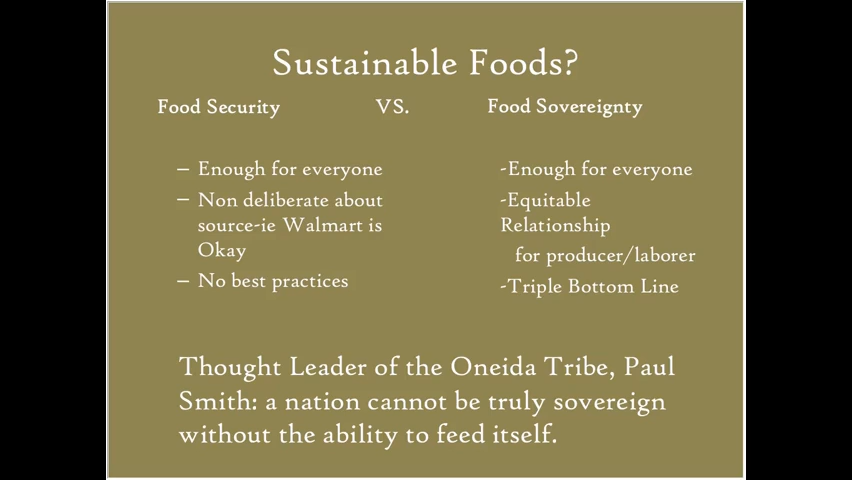 Sustainable Foods?
Food Security VS. Food Sovereignty
– Enough for everyone
– Non deliberate about
source-ie Walmart is
Okay
– No best practices
-Enough for everyone
-Equitable
Relationship
for producer/laborer
-Triple Bottom Line
Thought Leader of the Oneida Tribe, Paul
Smith: a nation cannot be truly sovereign
without the ability to feed itself.